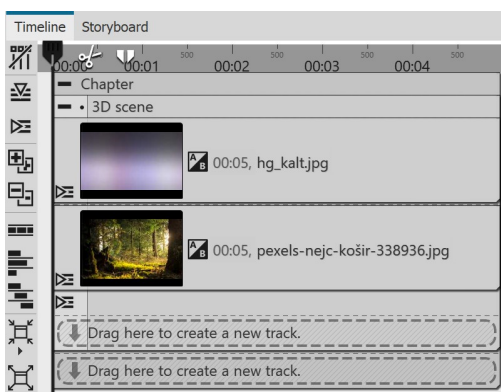 Timeline Storyboard
500 500 500 500
00:00 00:01 00:02 00:03 00:04
Chapter
• 3D scene
A B 00:05, hg_kalt.jpg
A B 00:05, pexels-nejc-košir-338936.jpg
Drag here to create a new track.
Drag here to create a new track.